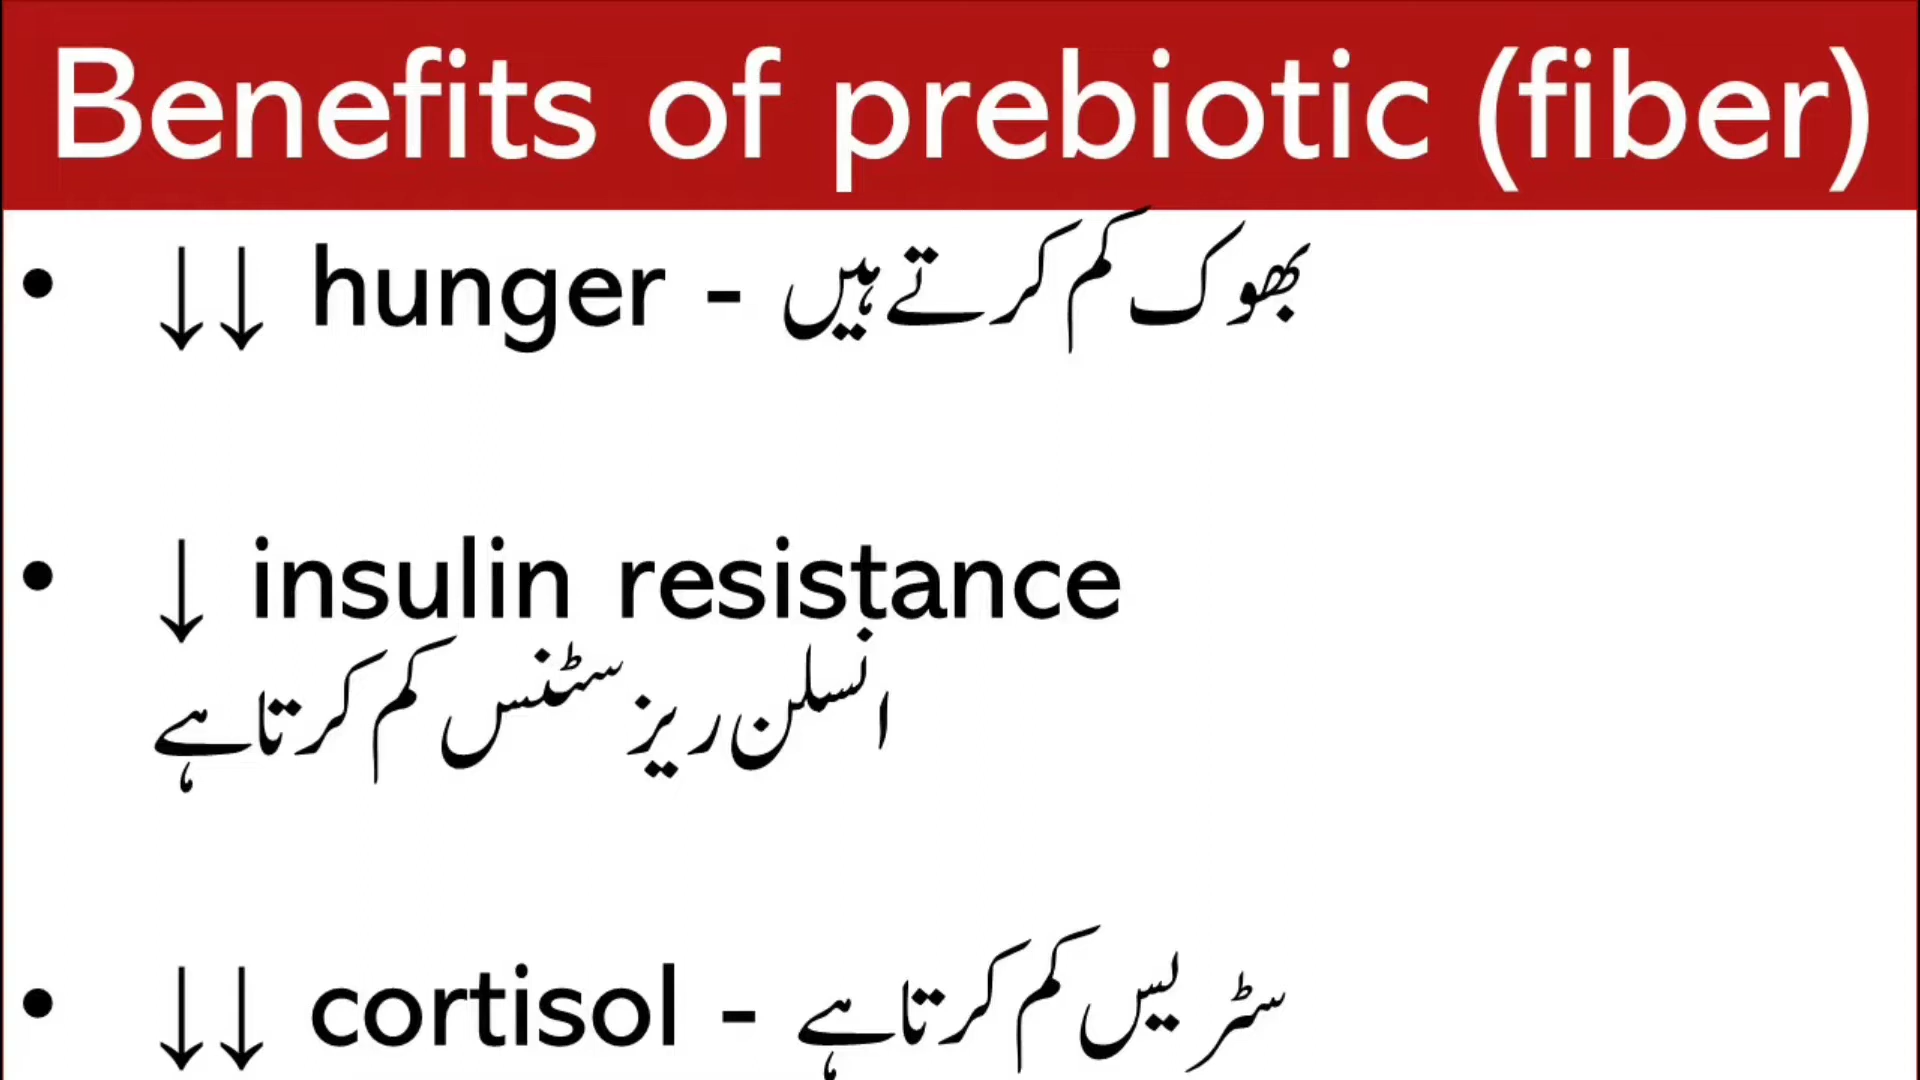 Benefits of prebiotic (fiber)
• ↓↓ hunger - بھوک کم کرتے ہیں
• ↓ insulin resistance
انسلن ریزسٹنس کم کرتا ہے
• ↓↓ cortisol - سٹریس کم کرتا ہے